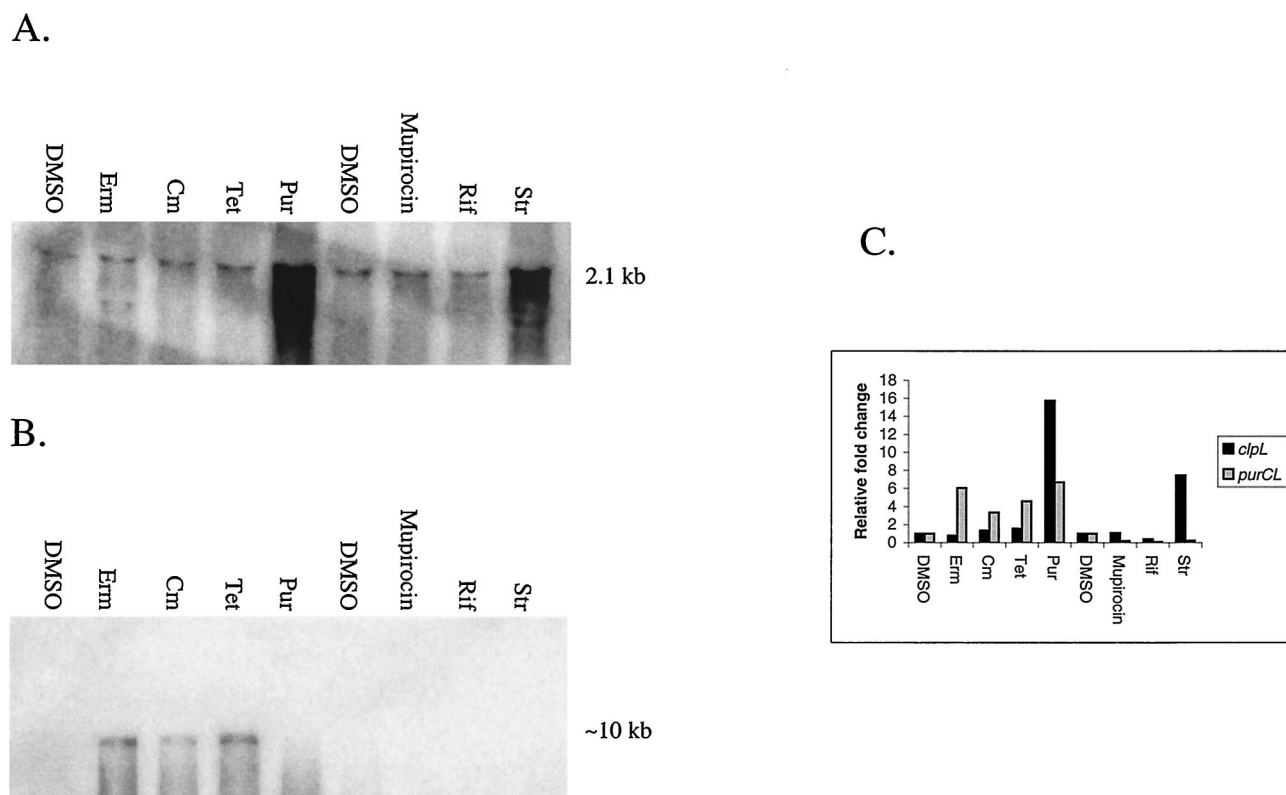 A.
DMSO Erm Cm Tet Pur DMSO Mupirocin Rif Str
2.1 kb
B.
DMSO Erm Cm Tet Pur DMSO Mupirocin Rif Str
~10 kb
C.
Relative fold change
18
16
14
12
10
8
6
4
2
0
DMSO Erm Cm Tet Pur DMSO Mupirocin Rif Str
clpL
purCL